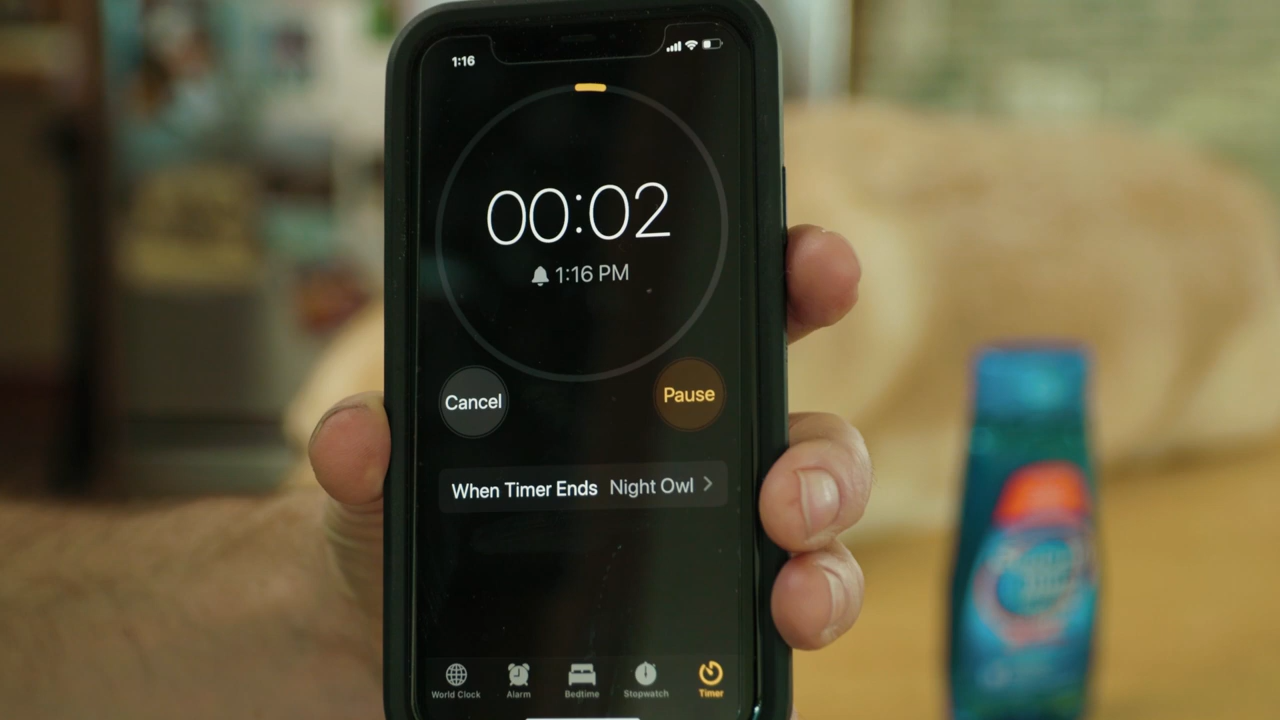 1:16
00:02
1:16 PM
Cancel
Pause
When Timer Ends Night Owl
World Clock
Alarm
Bedtime
Stopwatch
Timer